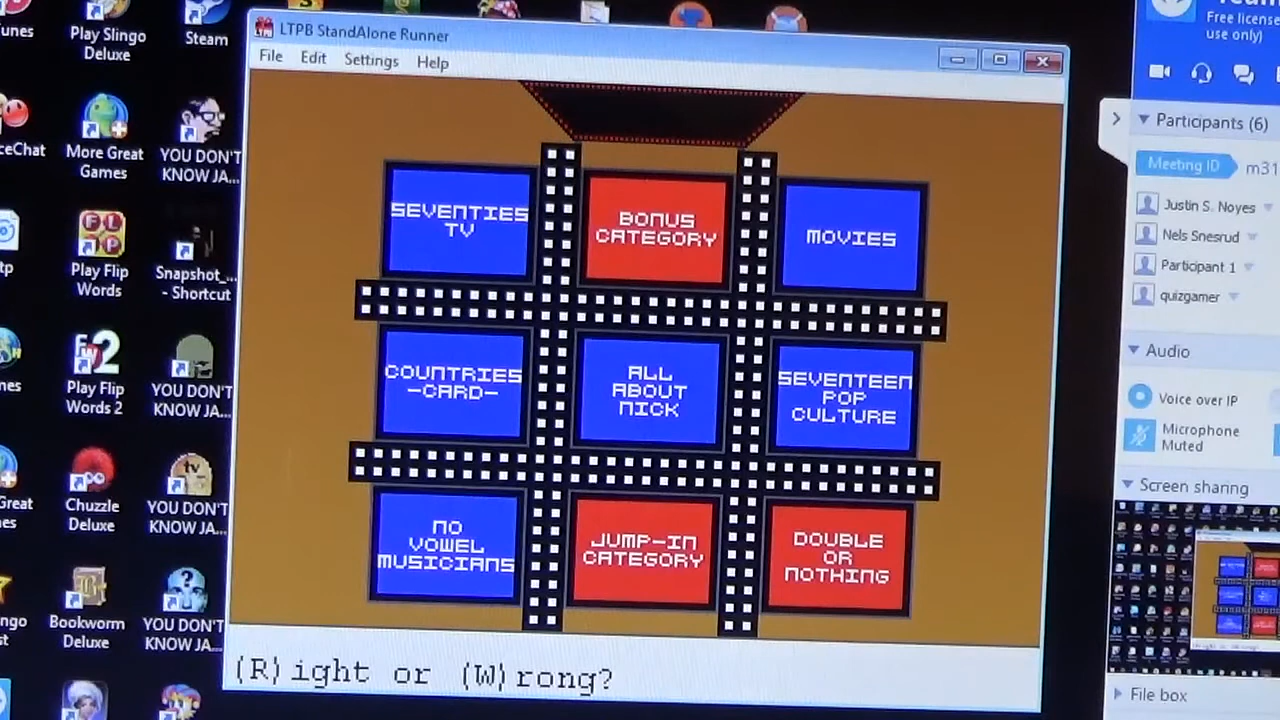 Play Slingo
Deluxe
Steam
LTPB StandAlone Runner
File Edit Settings Help
Free license
use only)
Participants (6)
Meeting ID
Justin S. Noyes
Nels Snesrud
Participant 1
quizgamer
Audio
Voice over IP
Microphone
Muted
Screen sharing
File box
More Great
Games
YOU DON'T
KNOW JA...
Play Flip
Words
Snapshot_...
- Shortcut
Play Flip
Words 2
YOU DON'T
KNOW JA...
Chuzzle
Deluxe
YOU DON'T
KNOW JA...
Bookworm
Deluxe
YOU DON'T
KNOW JA...
SEVENTIES
TV
BONUS
CATEGORY
MOVIES
COUNTRIES
-CARD-
ALL
ABOUT
NICK
SEVENTEEN
POP
CULTURE
NO
VOWEL
MUSICIANS
JUMP-IN
CATEGORY
DOUBLE
OR
NOTHING
(R)ight or (W)rong?